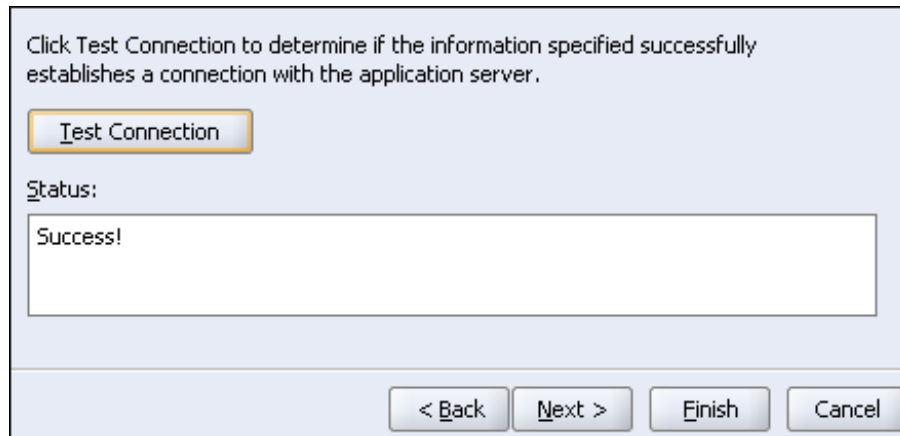 Click Test Connection to determine if the information specified successfully
establishes a connection with the application server.
Test Connection
Status:
Success!
< Back Next > Finish Cancel